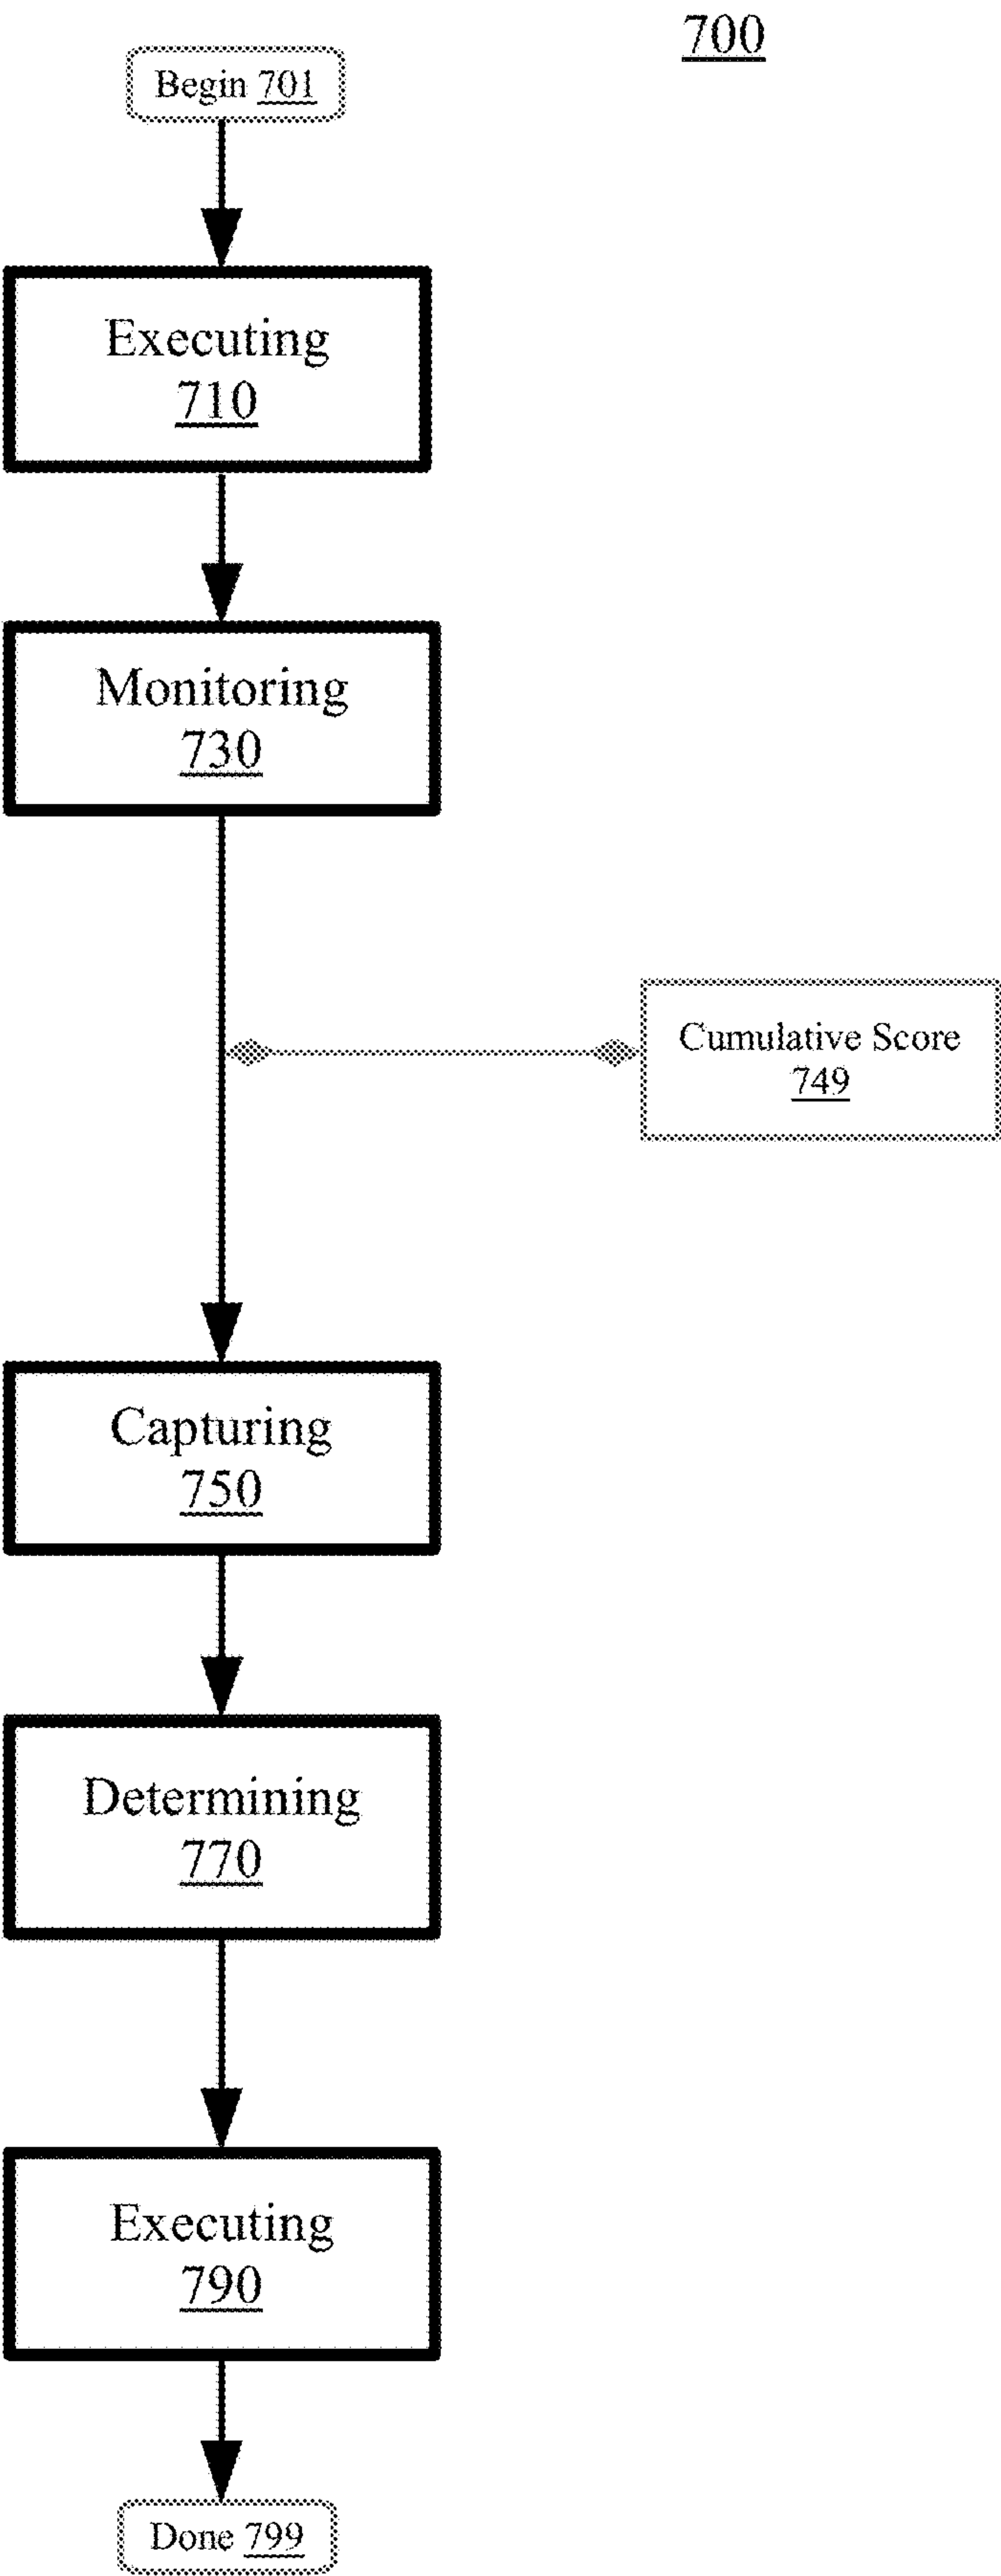 700
Begin 701
Executing
710
Monitoring
730
Cumulative Score
749
Capturing
750
Determining
770
Executing
790
Done 799